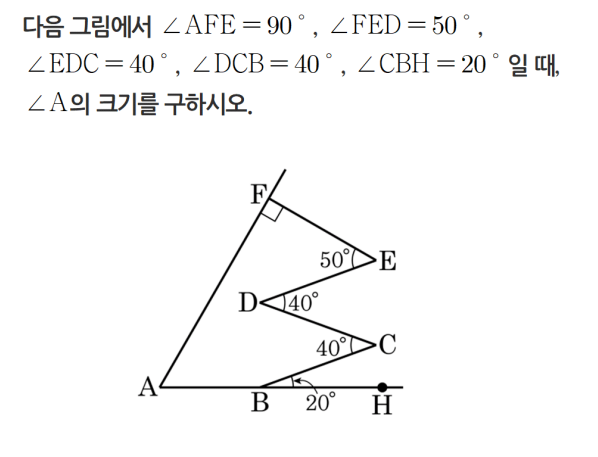 다음 그림에서 ∠AFE=90°, ∠FED=50°,
∠EDC=40°, ∠DCB=40°, ∠CBH=20°일 때,
∠A의 크기를 구하시오.
F
50° E
D 40°
40° C
A
B 20° H